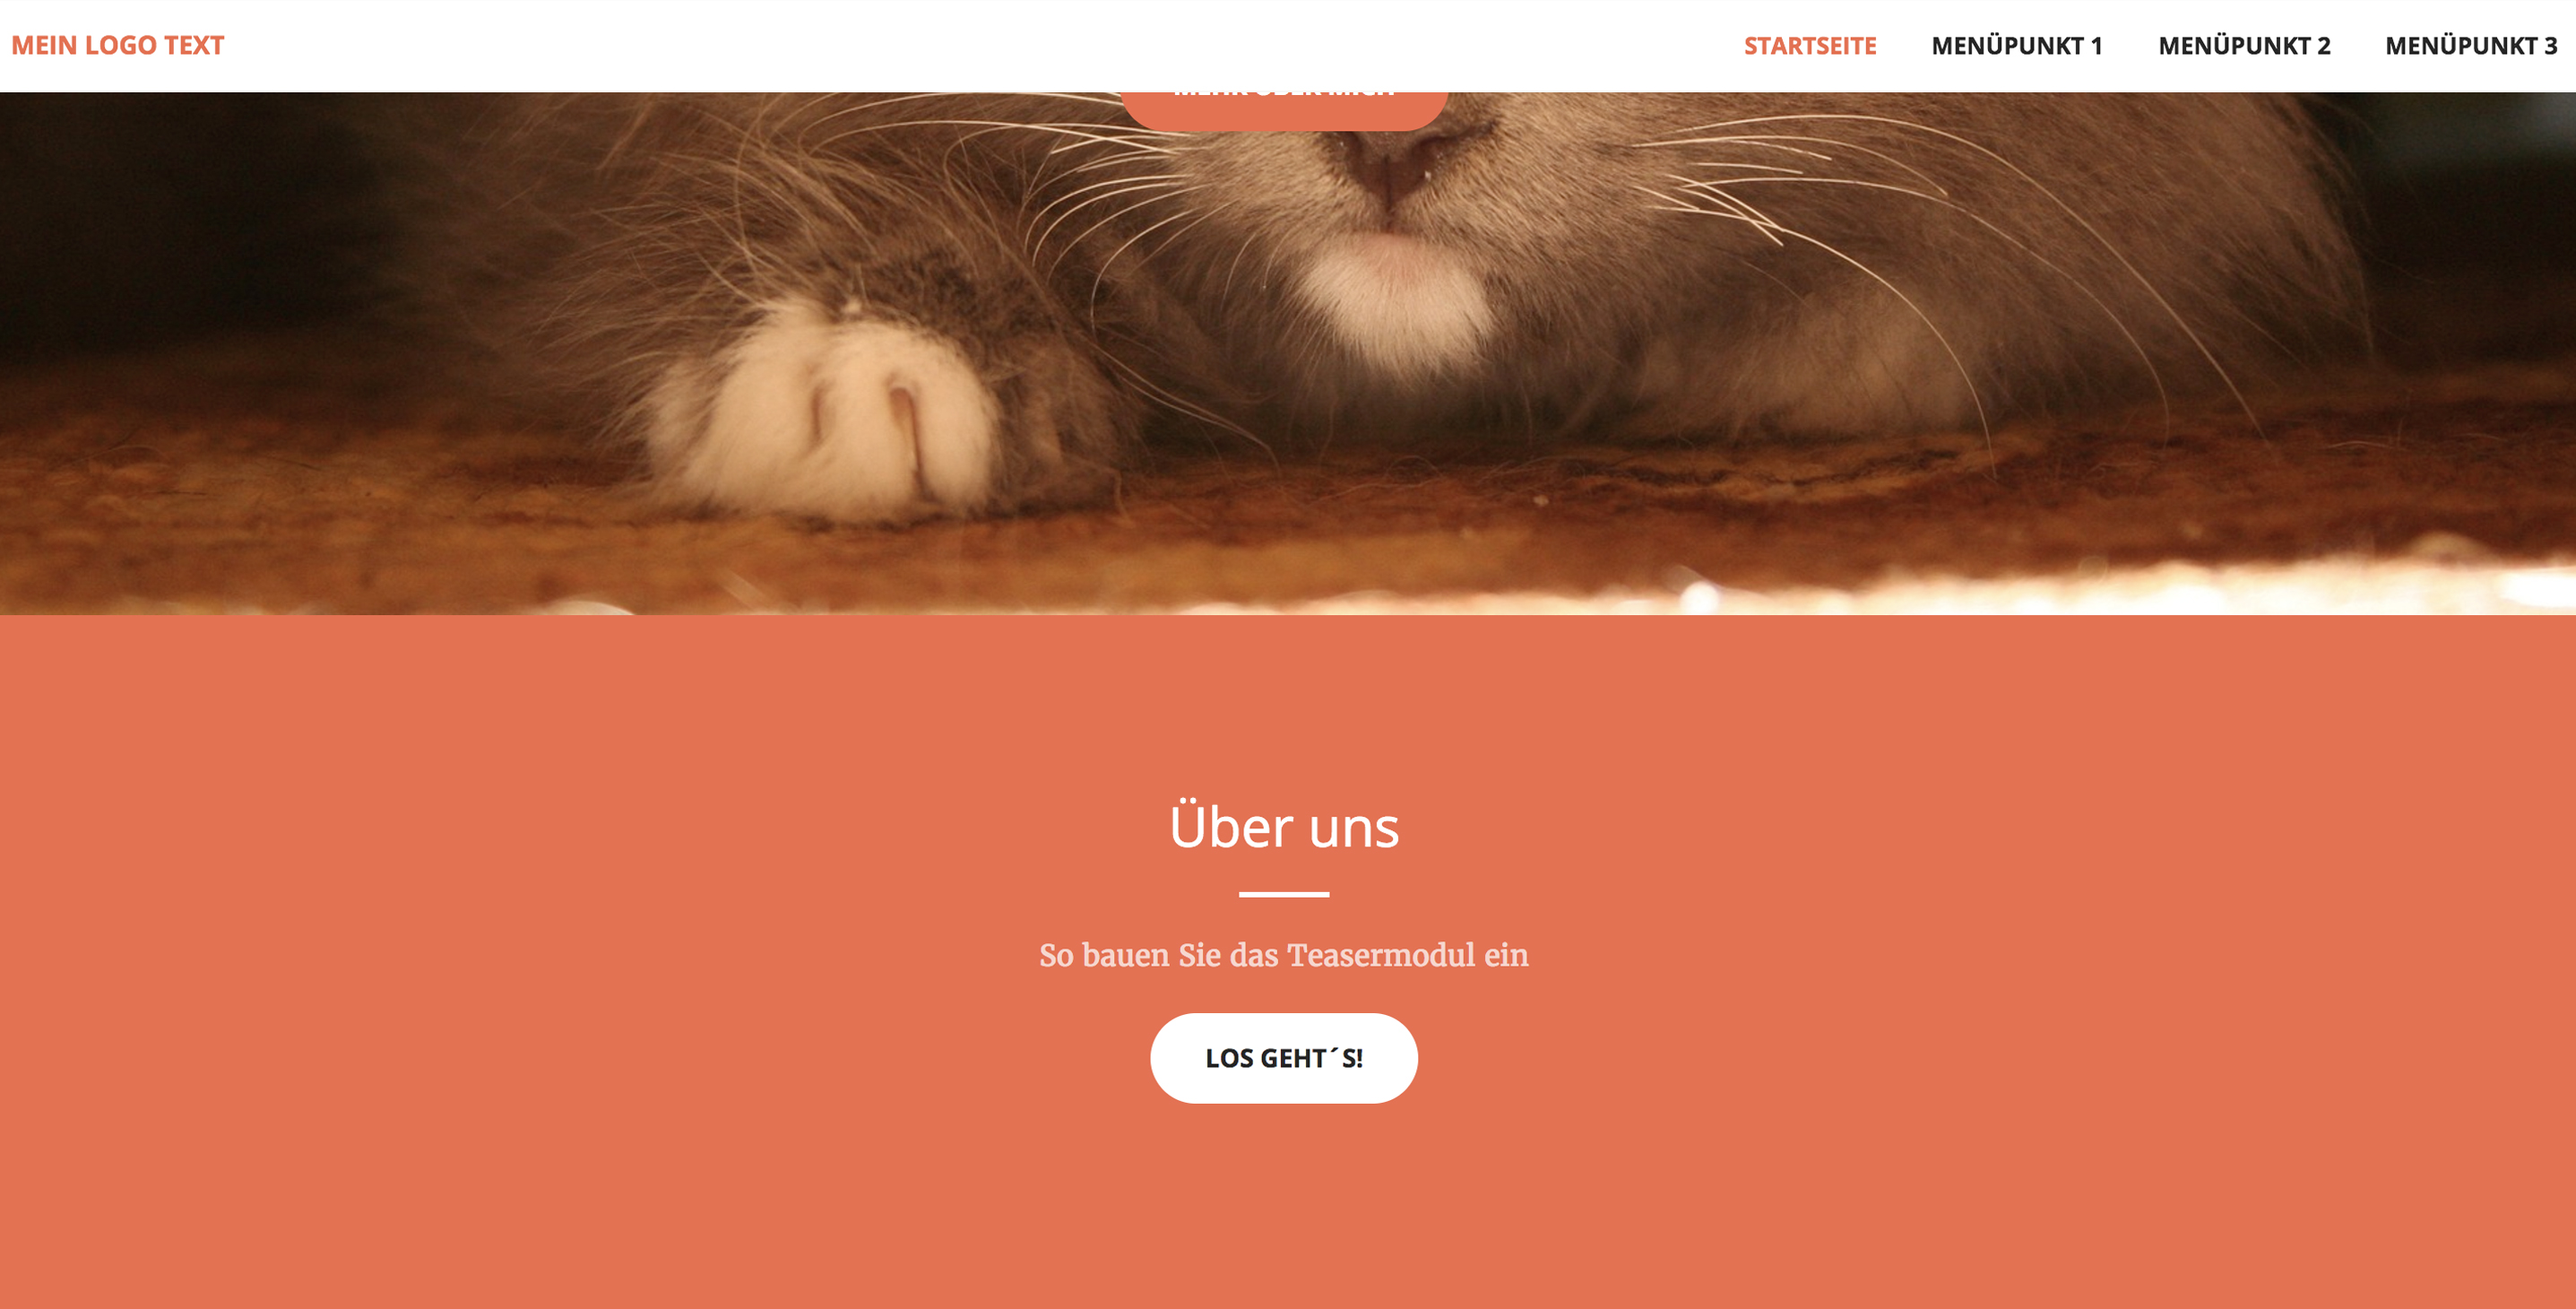 MEIN LOGO TEXT
STARTSEITE MENÜPUNKT 1 MENÜPUNKT 2 MENÜPUNKT 3
Über uns
So bauen Sie das Teasermodul ein
LOS GEHT´S!